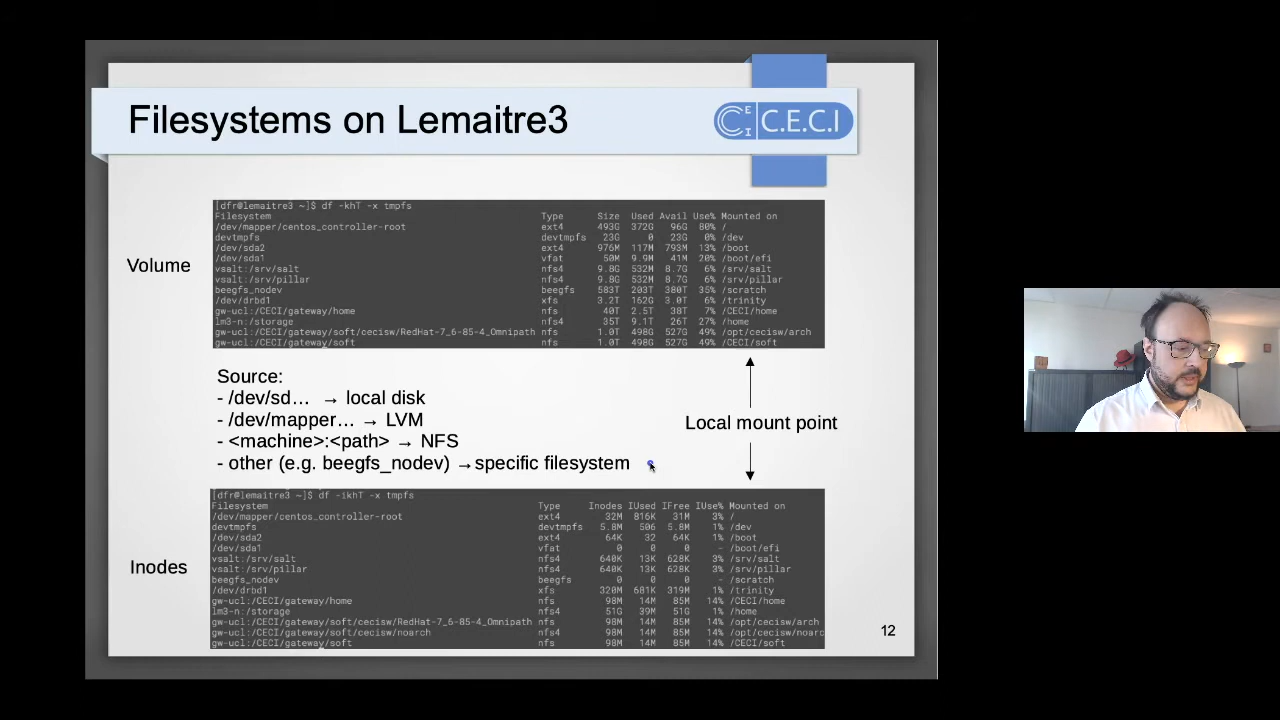 Filesystems on Lemaitre3
C E C I C.E.C.I
Volume
[dfr@lemaitre3 ~]$ df -khT -x tmpfs
Filesystem Type Size Used Avail Use% Mounted on
/dev/mapper/centos_controller-root ext4 493G 372G 96G 80% /
devtmpfs devtmpfs 23G 0 23G 0% /dev
/dev/sda2 ext4 976M 117M 793M 13% /boot
/dev/sda1 vfat 50M 9.9M 41M 20% /boot/efi
vsalt:/srv/salt nfs4 9.8G 532M 8.7G 6% /srv/salt
vsalt:/srv/pillar nfs4 9.8G 532M 8.7G 6% /srv/pillar
beegfs_nodev beegfs 583T 203T 380T 35% /scratch
/dev/drbd1 xfs 3.2T 162G 3.0T 6% /trinity
gw-ucl:/CECI/gateway/home nfs 40T 2.5T 38T 7% /CECI/home
lm3-n:/storage nfs4 35T 9.1T 26T 27% /home
gw-ucl:/CECI/gateway/soft/cecisw/RedHat-7_6-85-4_Omnipath nfs 1.0T 498G 527G 49% /opt/cecisw/arch
gw-ucl:/CECI/gateway/soft nfs 1.0T 498G 527G 49% /CECI/soft
Source:
- /dev/sd… → local disk
- /dev/mapper… → LVM
- <machine>:<path> → NFS
- other (e.g. beegfs_nodev) →specific filesystem
Local mount point
Inodes
[dfr@lemaitre3 ~]$ df -ikhT -x tmpfs
Filesystem Type Inodes IUsed IFree IUse% Mounted on
/dev/mapper/centos_controller-root ext4 32M 816K 31M 3% /
devtmpfs devtmpfs 5.8M 506 5.8M 1% /dev
/dev/sda2 ext4 64K 32 64K 1% /boot
/dev/sda1 vfat 0 0 0 - /boot/efi
vsalt:/srv/salt nfs4 640K 13K 628K 3% /srv/salt
vsalt:/srv/pillar nfs4 640K 13K 628K 3% /srv/pillar
beegfs_nodev beegfs 0 0 0 - /scratch
/dev/drbd1 xfs 320M 681K 319M 1% /trinity
gw-ucl:/CECI/gateway/home nfs 98M 14M 85M 14% /CECI/home
lm3-n:/storage nfs4 51G 39M 51G 1% /home
gw-ucl:/CECI/gateway/soft/cecisw/RedHat-7_6-85-4_Omnipath nfs 98M 14M 85M 14% /opt/cecisw/arch
gw-ucl:/CECI/gateway/soft/cecisw/noarch nfs4 98M 14M 85M 14% /opt/cecisw/noarc
gw-ucl:/CECI/gateway/soft nfs 98M 14M 85M 14% /CECI/soft
12